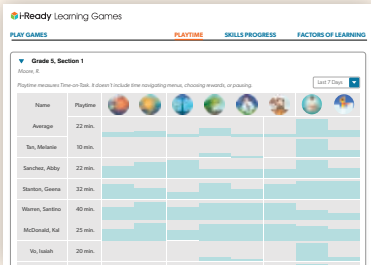 i-Ready Learning Games
PLAY GAMES PLAYTIME SKILLS PROGRESS FACTORS OF LEARNING
Grade 5, Section 1
Moore, R.
Playtime measures Time-on-Task. It doesn't include time navigating menus, choosing rewards, or pausing.
Last 7 Days
Name Playtime
Average 22 min.
Tan, Melanie 10 min.
Sanchez, Abby 22 min.
Stanton, Geena 32 min.
Warren, Santino 40 min.
McDonald, Kal 25 min.
Vo, Isaiah 20 min.